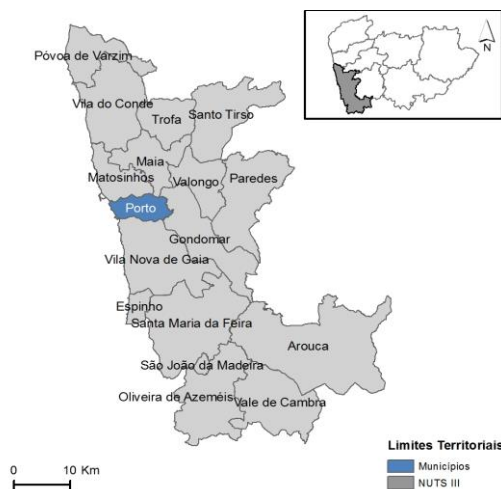 N
Póvoa de Varzim
Vila do Conde
Trofa
Santo Tirso
Maia
Matosinhos
Valongo
Paredes
Porto
Gondomar
Vila Nova de Gaia
Espinho
Santa Maria da Feira
Arouca
São João da Madeira
Oliveira de Azeméis
Vale de Cambra
Limites Territoriais
Municípios
NUTS III
0 10 Km